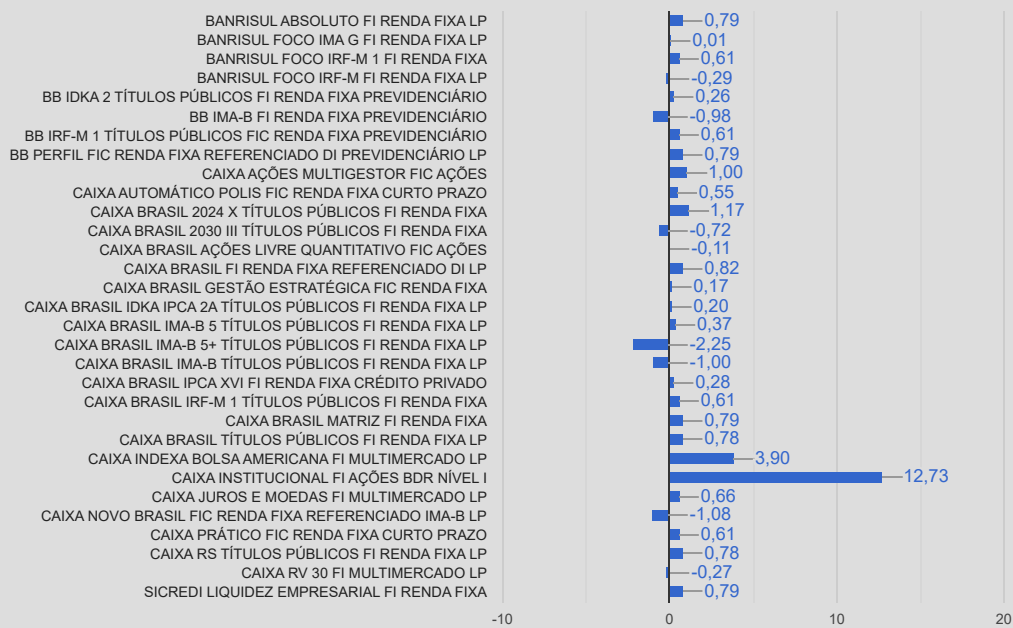 BANRISUL ABSOLUTO FI RENDA FIXA LP 0,79
BANRISUL FOCO IMA G FI RENDA FIXA LP 0,01
BANRISUL FOCO IRF-M 1 FI RENDA FIXA 0,61
BANRISUL FOCO IRF-M FI RENDA FIXA LP -0,29
BB IDKA 2 TÍTULOS PÚBLICOS FI RENDA FIXA PREVIDENCIÁRIO 0,26
BB IMA-B FI RENDA FIXA PREVIDENCIÁRIO -0,98
BB IRF-M 1 TÍTULOS PÚBLICOS FIC RENDA FIXA PREVIDENCIÁRIO 0,61
BB PERFIL FIC RENDA FIXA REFERENCIADO DI PREVIDENCIÁRIO LP 0,79
CAIXA AÇÕES MULTIGESTOR FIC AÇÕES 1,00
CAIXA AUTOMÁTICO POLIS FIC RENDA FIXA CURTO PRAZO 0,55
CAIXA BRASIL 2024 X TÍTULOS PÚBLICOS FI RENDA FIXA 1,17
CAIXA BRASIL 2030 III TÍTULOS PÚBLICOS FI RENDA FIXA -0,72
CAIXA BRASIL AÇÕES LIVRE QUANTITATIVO FIC AÇÕES -0,11
CAIXA BRASIL FI RENDA FIXA REFERENCIADO DI LP 0,82
CAIXA BRASIL GESTÃO ESTRATÉGICA FIC RENDA FIXA 0,17
CAIXA BRASIL IDKA IPCA 2A TÍTULOS PÚBLICOS FI RENDA FIXA LP 0,20
CAIXA BRASIL IMA-B 5 TÍTULOS PÚBLICOS FI RENDA FIXA LP 0,37
CAIXA BRASIL IMA-B 5+ TÍTULOS PÚBLICOS FI RENDA FIXA LP -2,25
CAIXA BRASIL IMA-B TÍTULOS PÚBLICOS FI RENDA FIXA LP -1,00
CAIXA BRASIL IPCA XVI FI RENDA FIXA CRÉDITO PRIVADO 0,28
CAIXA BRASIL IRF-M 1 TÍTULOS PÚBLICOS FI RENDA FIXA 0,61
CAIXA BRASIL MATRIZ FI RENDA FIXA 0,79
CAIXA BRASIL TÍTULOS PÚBLICOS FI RENDA FIXA LP 0,78
CAIXA INDEXA BOLSA AMERICANA FI MULTIMERCADO LP 3,90
CAIXA INSTITUCIONAL FI AÇÕES BDR NÍVEL I 12,73
CAIXA JUROS E MOEDAS FI MULTIMERCADO LP 0,66
CAIXA NOVO BRASIL FIC RENDA FIXA REFERENCIADO IMA-B LP -1,08
CAIXA PRÁTICO FIC RENDA FIXA CURTO PRAZO 0,61
CAIXA RS TÍTULOS PÚBLICOS FI RENDA FIXA LP 0,78
CAIXA RV 30 FI MULTIMERCADO LP -0,27
SICREDI LIQUIDEZ EMPRESARIAL FI RENDA FIXA 0,79
-10 0 10 20